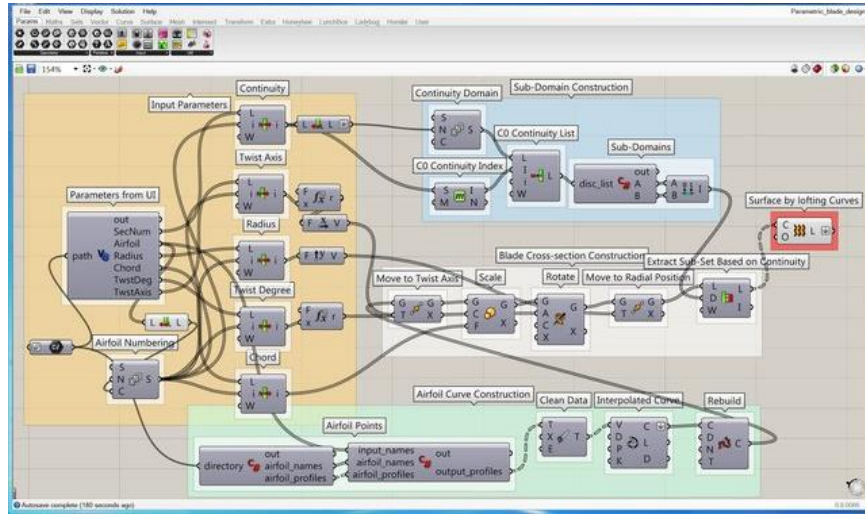 File Edit View Display Solution Help
Parametric_blade_design
Params Maths Sets Vector Curve Surface Mesh Intersect Transform Extra Honeybee LunchBox Ladybug Kangaroo User
154%
Continuity
Input Parameters
L i W i
L L
Twist Axis
L i W i
F x r
F X V
Parameters from UI
path
out
SecNum
Airfoil
Radius
Chord
TwstDeg
TwstAxis
Radius
L i W i
F y V
Twist Degree
L i W i
F x r
L L
Airfoil Numbering
S N C S
Chord
L i W i
Sub-Domain Construction
Continuity Domain
S N C S
C0 Continuity List
L I i W L
C0 Continuity Index
S M I N
Sub-Domains
disc_list
out
A
B
A B I
Surface by lofting Curves
C O L
Blade Cross-section Construction
Extract Sub-Set Based on Continuity
L D W L I
Move to Twist Axis
G T G X
Scale
G C F G X
Rotate
G A C X G X
Move to Radial Position
G T G X
Airfoil Curve Construction
Airfoil Points
directory
out
airfoil_names
airfoil_profiles
input_names
airfoil_names
airfoil_profiles
out
output_profiles
Clean Data
T X E T
Interpolated Curve
V D P K C L D
Rebuild
C D N T C
Autosave complete (180 seconds ago)